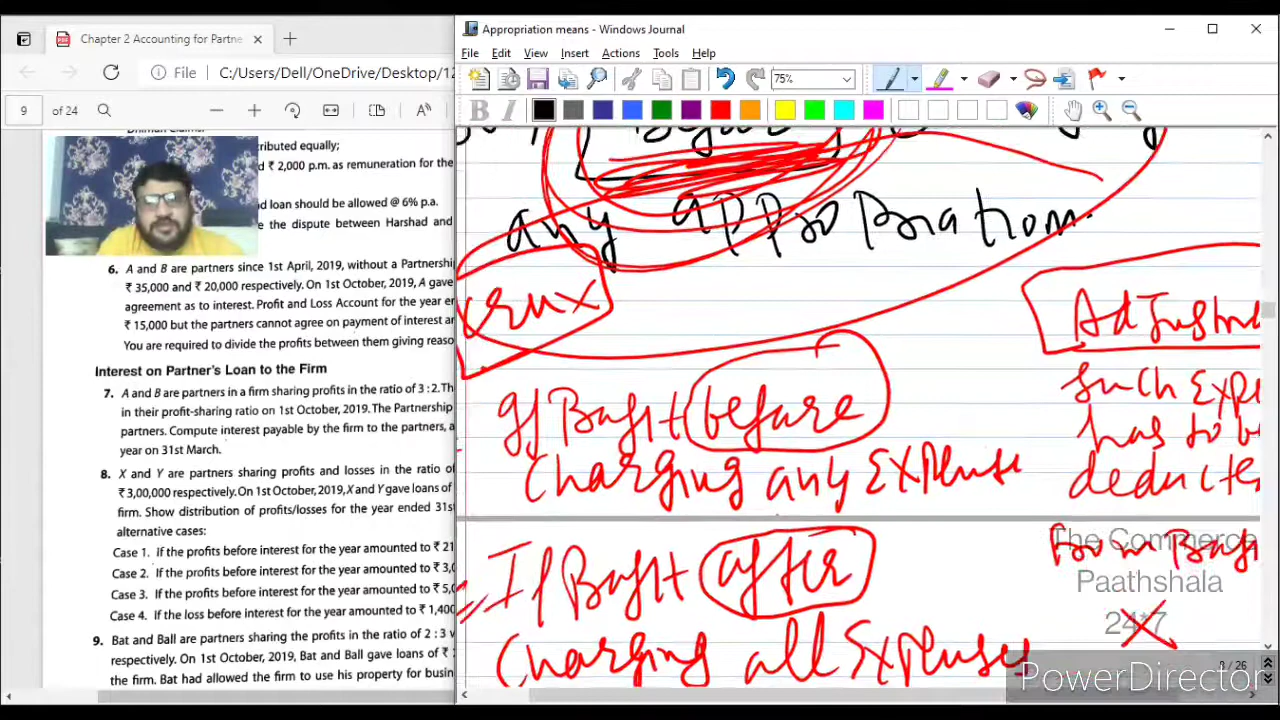 Chapter 2 Accounting for Partne
File C:/Users/Dell/OneDrive/Desktop/12
9 of 24
tributed equally;
d ₹ 2,000 p.m. as remuneration for the
d loan should be allowed @ 6% p.a.
e the dispute between Harshad and
6. A and B are partners since 1st April, 2019, without a Partnership
₹ 35,000 and ₹ 20,000 respectively. On 1st October, 2019, A gave
agreement as to interest. Profit and Loss Account for the year en
₹ 15,000 but the partners cannot agree on payment of interest an
You are required to divide the profits between them giving reaso
Interest on Partner's Loan to the Firm
7. A and B are partners in a firm sharing profits in the ratio of 3 : 2. Th
in their profit-sharing ratio on 1st October, 2019. The Partnership
partners. Compute interest payable by the firm to the partners, a
year on 31st March.
8. X and Y are partners sharing profits and losses in the ratio of
₹ 3,00,000 respectively. On 1st October, 2019, X and Y gave loans of
firm. Show distribution of profits/losses for the year ended 31s
alternative cases:
Case 1. If the profits before interest for the year amounted to ₹ 21
Case 2. If the profits before interest for the year amounted to ₹ 3,0
Case 3. If the profits before interest for the year amounted to ₹ 5,0
Case 4. If the loss before interest for the year amounted to ₹ 1,400
9. Bat and Ball are partners sharing the profits in the ratio of 2 : 3 w
respectively. On 1st October, 2019, Bat and Ball gave loans of ₹
the firm. Bat had allowed the firm to use his property for busin
Appropriation means - Windows Journal
File Edit View Insert Actions Tools Help
75%
B I
any appropriation.
crux
before
charging any Expense
If after
charging all Expenses
such Expe
has to b
deducte
from
The Commerce
Paathshala
24*7
9 / 26
PowerDirector